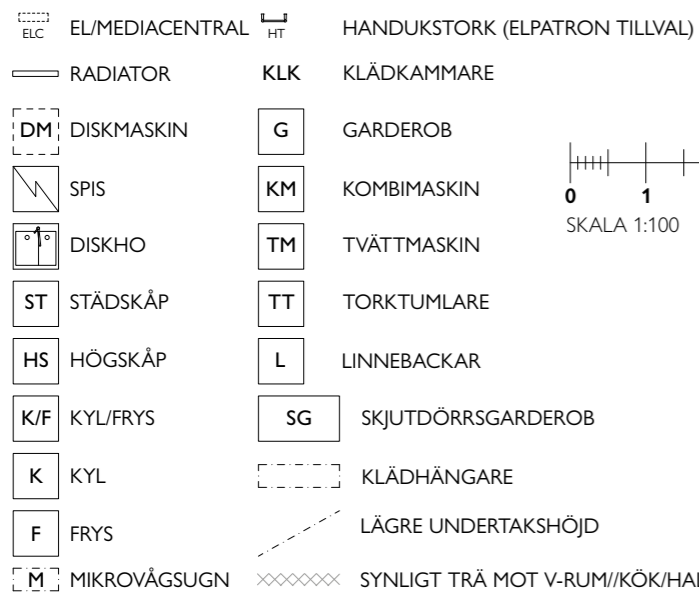 ELC EL/MEDIACENTRAL
RADIATOR
DM DISKMASKIN
SPIS
DISKHO
ST STÄDSKÅP
HS HÖGSKÅP
K/F KYL/FRYS
K KYL
F FRYS
M MIKROVÅGSUGN
HT HANDUKSTORK (ELPATRON TILLVAL)
KLK KLÄDKAMMARE
G GARDEROB
KM KOMBIMASKIN
TM TVÄTTMASKIN
TT TORKTUMLARE
L LINNEBACKAR
SG SKJUTDÖRRSGARDEROB
KLÄDHÄNGARE
LÄGRE UNDERTAKSHÖJD
SYNLIGT TRÄ MOT V-RUM//KÖK/
0 1
SKALA 1:100